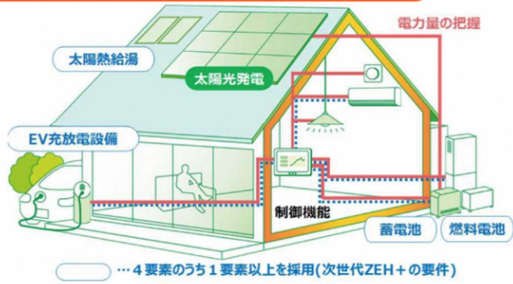 電力量の把握
太陽熱給湯
太陽光発電
EV充放電設備
制御機能
蓄電池
燃料電池
…4要素のうち1要素以上を採用(次世代ZEH+の要件)